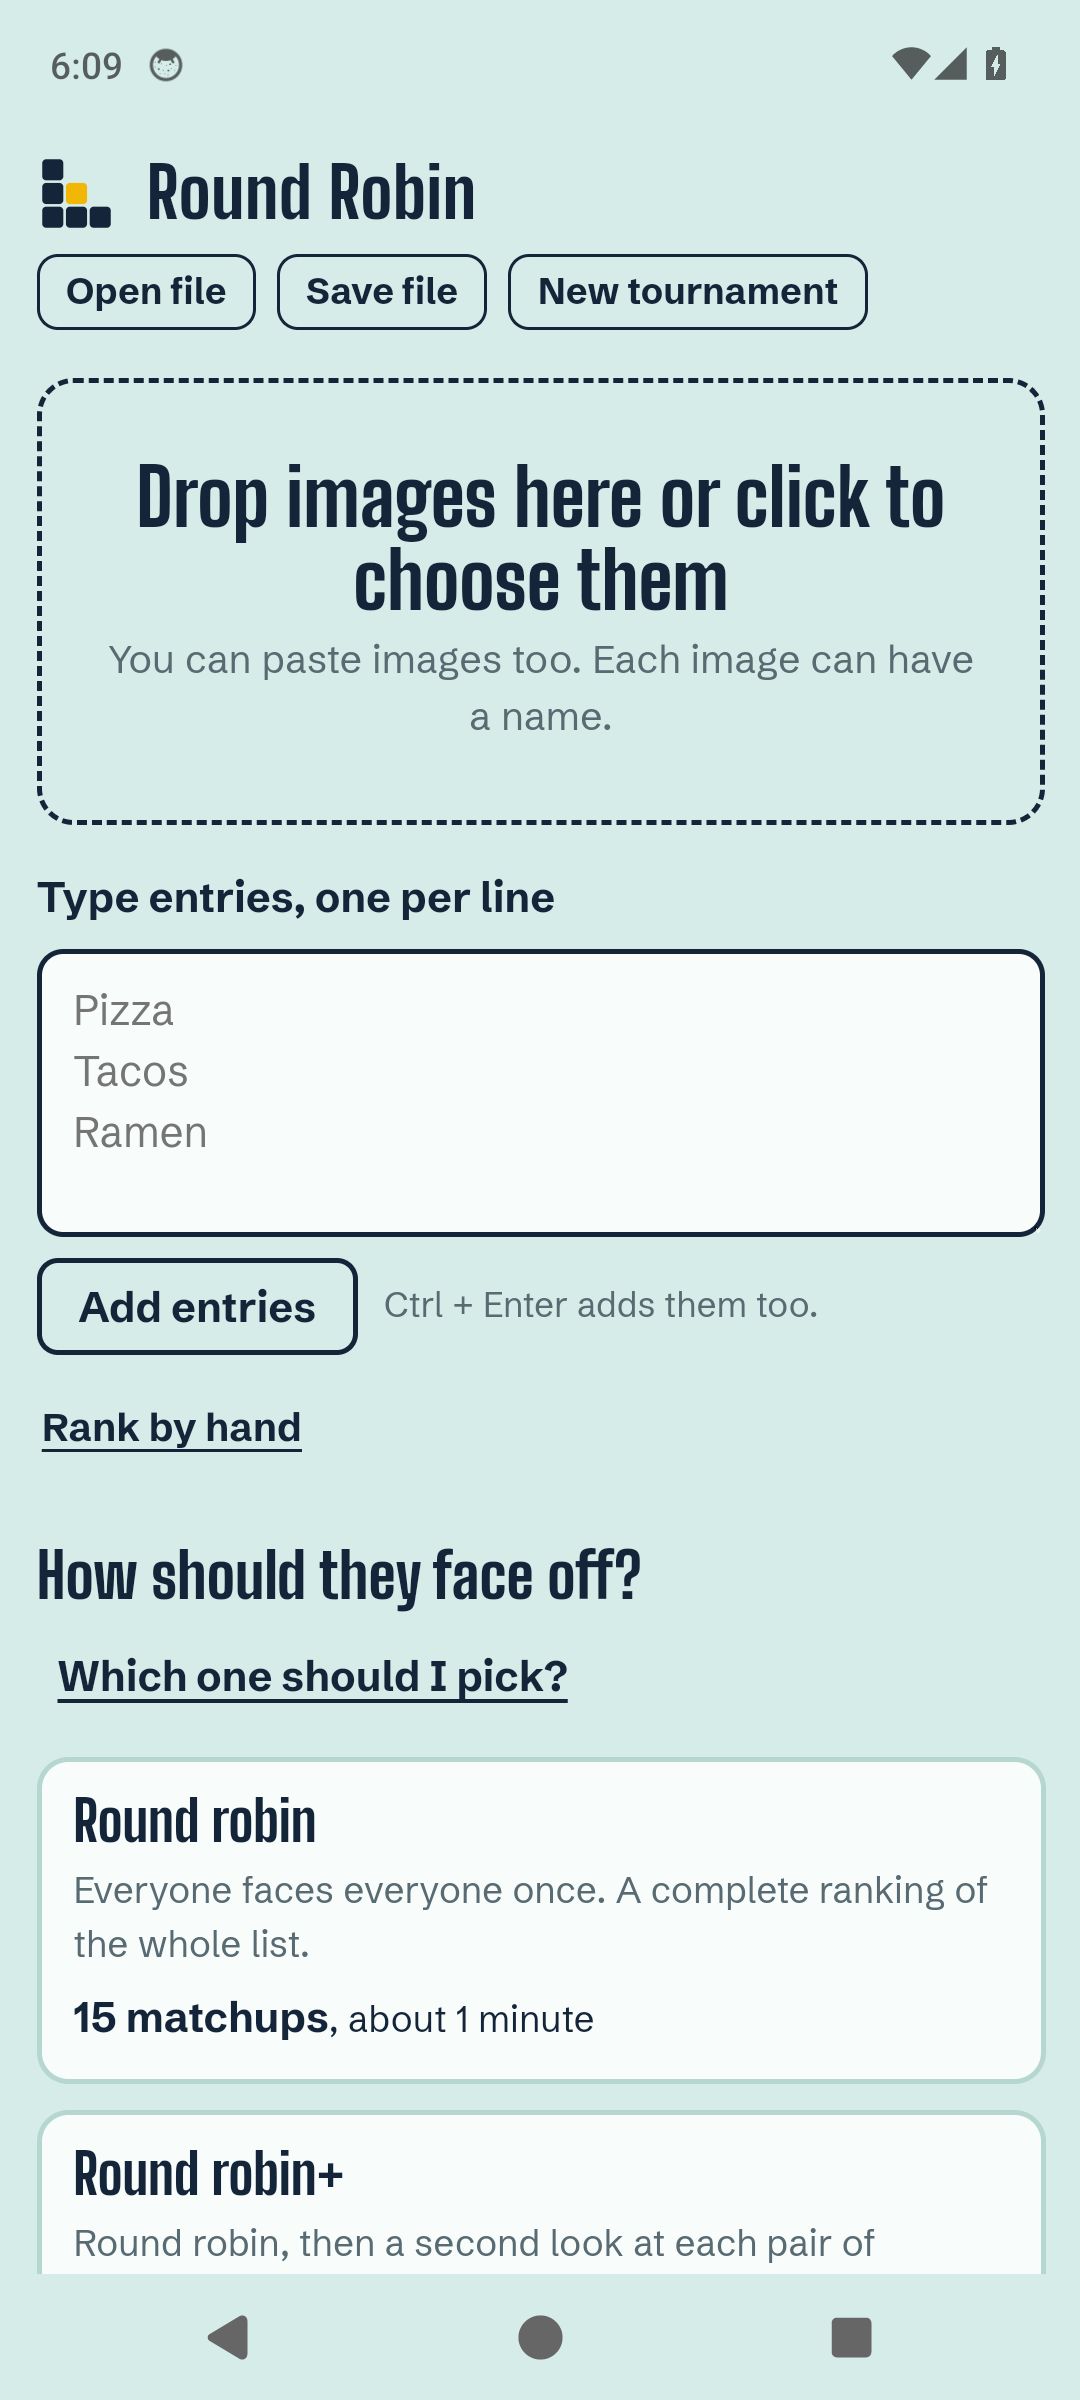 6:09
Round Robin
Open file
Save file
New tournament
Drop images here or click to
choose them
You can paste images too. Each image can have
a name.
Type entries, one per line
Pizza
Tacos
Ramen
Add entries
Ctrl + Enter adds them too.
Rank by hand
How should they face off?
Which one should I pick?
Round robin
Everyone faces everyone once. A complete ranking of
the whole list.
15 matchups, about 1 minute
Round robin+
Round robin, then a second look at each pair of